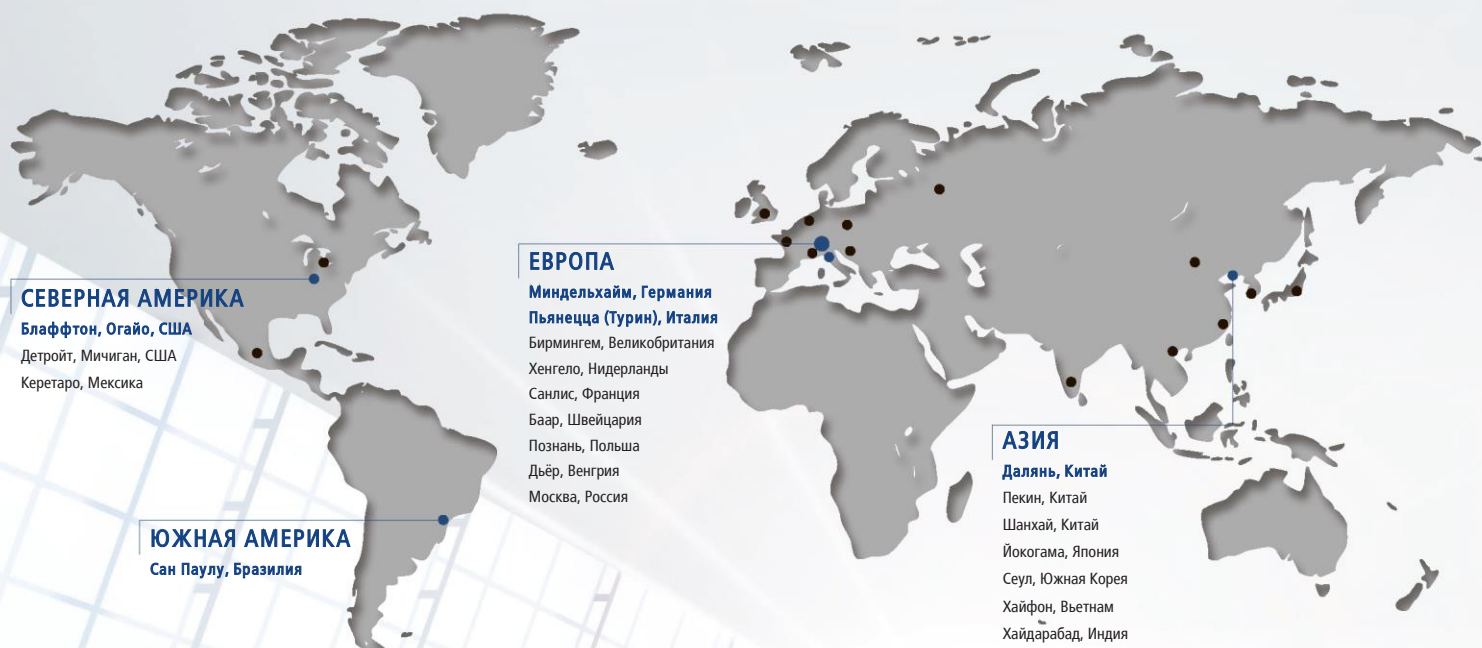 СЕВЕРНАЯ АМЕРИКА
Блаффтон, Огайо, США
Детройт, Мичиган, США
Керетаро, Мексика
ЮЖНАЯ АМЕРИКА
Сан Паулу, Бразилия
ЕВРОПА
Миндельхайм, Германия
Пьянецца (Турин), Италия
Бирмингем, Великобритания
Хенгело, Нидерланды
Санлис, Франция
Баар, Швейцария
Познань, Польша
Дьёр, Венгрия
Москва, Россия
АЗИЯ
Далянь, Китай
Пекин, Китай
Шанхай, Китай
Йокогама, Япония
Сеул, Южная Корея
Хайфон, Вьетнам
Хайдарабад, Индия